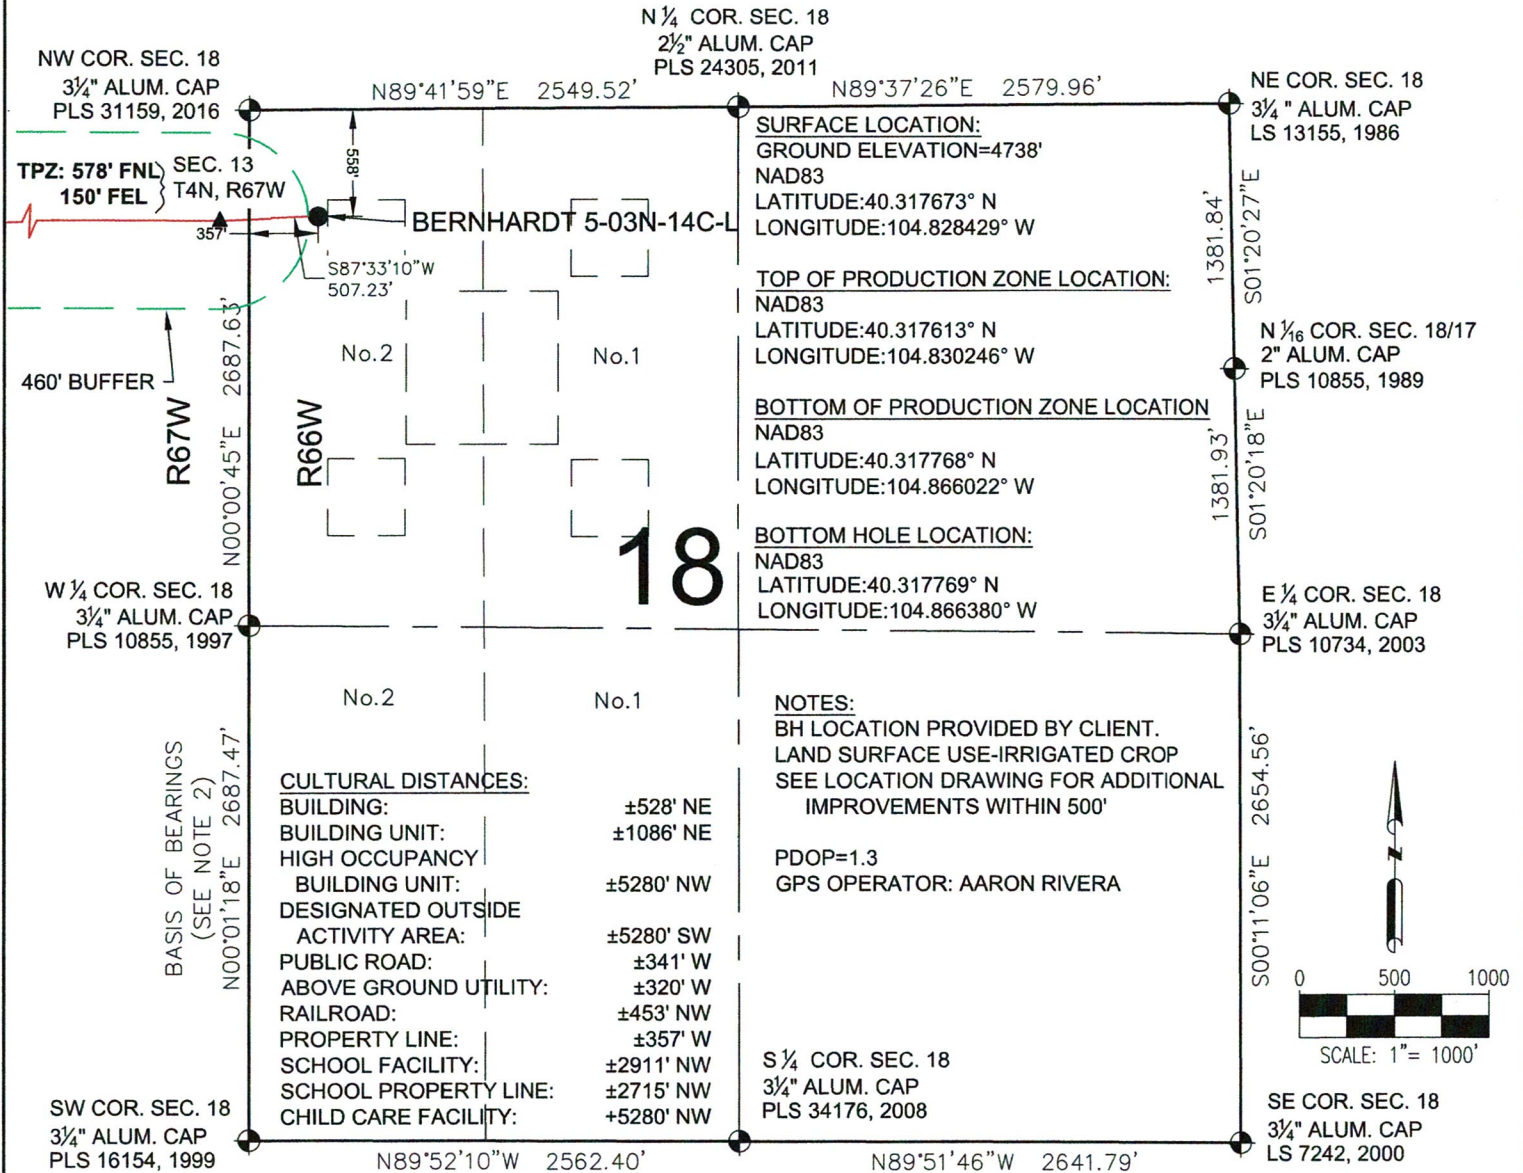 N ¼ COR. SEC. 18
2½" ALUM. CAP
PLS 24305, 2011
NW COR. SEC. 18
3¼" ALUM. CAP
PLS 31159, 2016
N89°41'59"E 2549.52'
N89°37'26"E 2579.96'
NE COR. SEC. 18
3¼ " ALUM. CAP
LS 13155, 1986
TPZ: 578' FNL
150' FEL
SEC. 13
T4N, R67W
558'
357'
BERNHARDT 5-03N-14C-L
S87°33'10"W
507.23'
460' BUFFER
R67W
R66W
N00°00'45"E 2687.63'
No.2
No.1
18
SURFACE LOCATION:
GROUND ELEVATION=4738'
NAD83
LATITUDE:40.317673° N
LONGITUDE:104.828429° W
TOP OF PRODUCTION ZONE LOCATION:
NAD83
LATITUDE:40.317613° N
LONGITUDE:104.830246° W
BOTTOM OF PRODUCTION ZONE LOCATION
NAD83
LATITUDE:40.317768° N
LONGITUDE:104.866022° W
BOTTOM HOLE LOCATION:
NAD83
LATITUDE:40.317769° N
LONGITUDE:104.866380° W
1381.84'
S01°20'27"E
N 1⁄16 COR. SEC. 18/17
2" ALUM. CAP
PLS 10855, 1989
1381.93'
S01°20'18"E
W ¼ COR. SEC. 18
3¼" ALUM. CAP
PLS 10855, 1997
E ¼ COR. SEC. 18
3¼" ALUM. CAP
PLS 10734, 2003
No.2
No.1
BASIS OF BEARINGS
(SEE NOTE 2)
N00°01'18"E 2687.47'
CULTURAL DISTANCES:
BUILDING: ±528' NE
BUILDING UNIT: ±1086' NE
HIGH OCCUPANCY
BUILDING UNIT: ±5280' NW
DESIGNATED OUTSIDE
ACTIVITY AREA: ±5280' SW
PUBLIC ROAD: ±341' W
ABOVE GROUND UTILITY: ±320' W
RAILROAD: ±453' NW
PROPERTY LINE: ±357' W
SCHOOL FACILITY: ±2911' NW
SCHOOL PROPERTY LINE: ±2715' NW
CHILD CARE FACILITY: +5280' NW
NOTES:
BH LOCATION PROVIDED BY CLIENT.
LAND SURFACE USE-IRRIGATED CROP
SEE LOCATION DRAWING FOR ADDITIONAL
IMPROVEMENTS WITHIN 500'
PDOP=1.3
GPS OPERATOR: AARON RIVERA
S00°11'06"E 2654.56'
N
0 500 1000
SCALE: 1"= 1000'
SW COR. SEC. 18
3¼" ALUM. CAP
PLS 16154, 1999
S ¼ COR. SEC. 18
3¼" ALUM. CAP
PLS 34176, 2008
SE COR. SEC. 18
3¼" ALUM. CAP
LS 7242, 2000
N89°52'10"W 2562.40'
N89°51'46"W 2641.79'